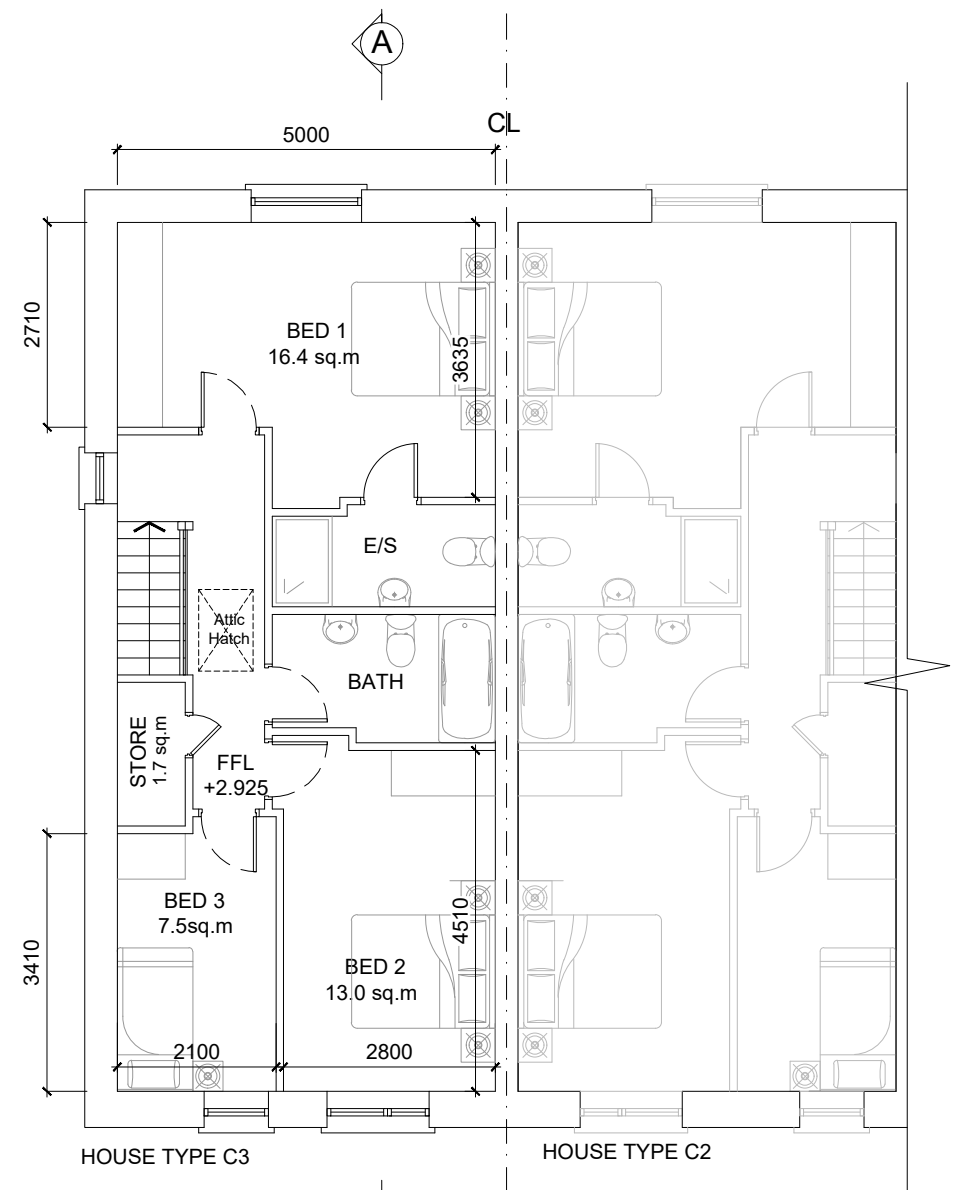 A
CL
5000
2710
BED 1
16.4 sq.m
3635
E/S
Attic
Hatch
BATH
STORE
1.7 sq.m
FFL
+2.925
BED 3
7.5sq.m
4510
3410
BED 2
13.0 sq.m
2100
2800
HOUSE TYPE C3
HOUSE TYPE C2